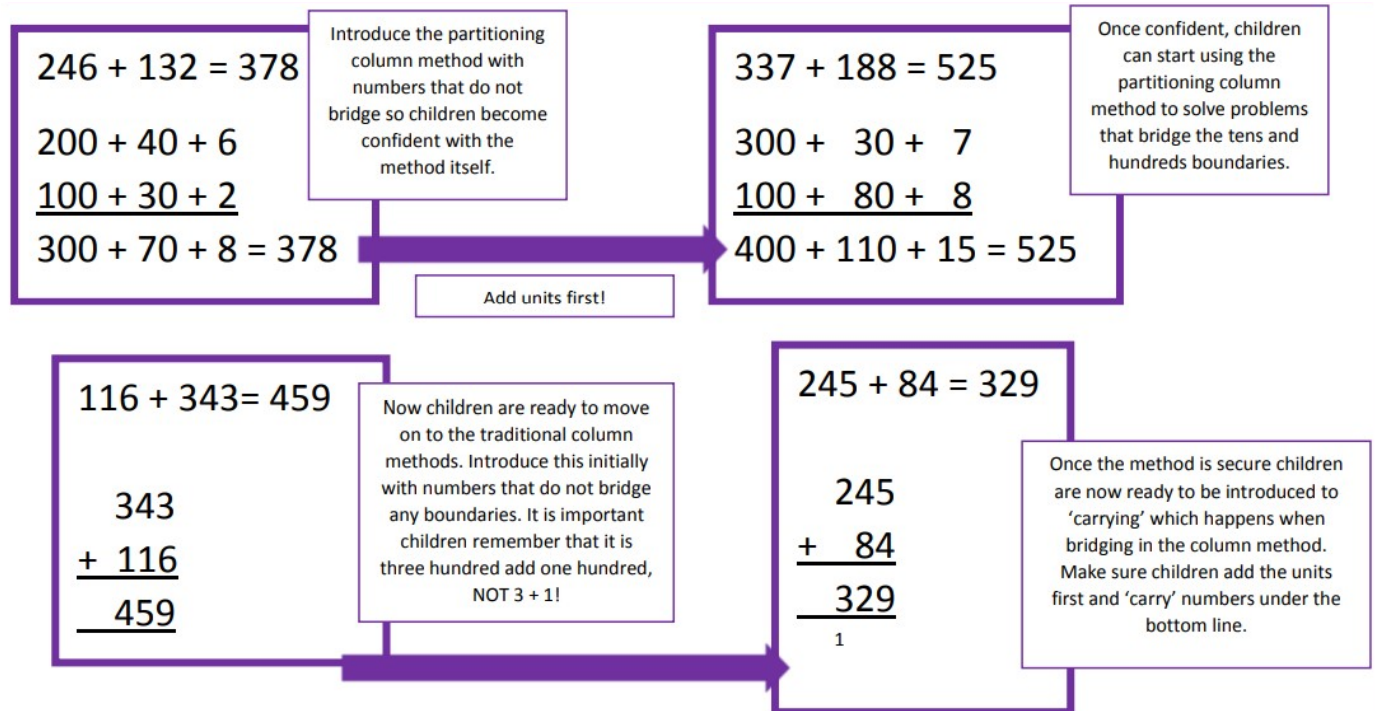 246 + 132 = 378
200 + 40 + 6
100 + 30 + 2
300 + 70 + 8 = 378
Introduce the partitioning
column method with
numbers that do not
bridge so children become
confident with the
method itself.
Add units first!
337 + 188 = 525
300 +   30 +   7
100 +   80 +   8
400 + 110 + 15 = 525
Once confident, children
can start using the
partitioning column
method to solve problems
that bridge the tens and
hundreds boundaries.
116 + 343= 459
343
+  116
459
Now children are ready to move
on to the traditional column
methods. Introduce this initially
with numbers that do not bridge
any boundaries. It is important
children remember that it is
three hundred add one hundred,
NOT 3 + 1!
245 + 84 = 329
245
+   84
329
1
Once the method is secure children
are now ready to be introduced to
‘carrying’ which happens when
bridging in the column method.
Make sure children add the units
first and ‘carry’ numbers under the
bottom line.